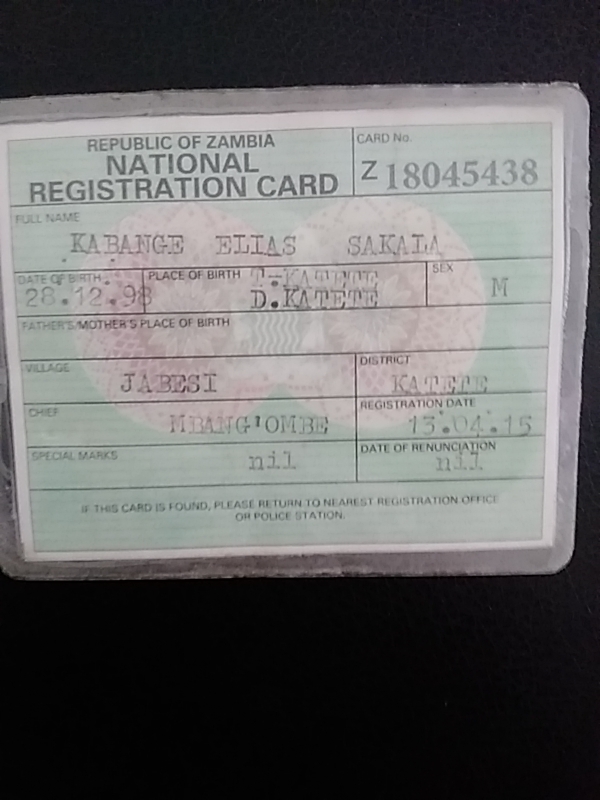 REPUBLIC OF ZAMBIA
NATIONAL
REGISTRATION CARD
CARD No.
Z 18045438
FULL NAME
KABANGE ELIAS SAKALA
DATE OF BIRTH
28.12.98
PLACE OF BIRTH
T.KATETE
D.KATETE
SEX
M
FATHER'S/MOTHER'S PLACE OF BIRTH
VILLAGE
JABESI
DISTRICT
KATETE
CHIEF
MBANG'OMBE
REGISTRATION DATE
13.04.15
SPECIAL MARKS
nil
DATE OF RENUNCIATION
nil
IF THIS CARD IS FOUND, PLEASE RETURN TO NEAREST REGISTRATION OFFICE
OR POLICE STATION.